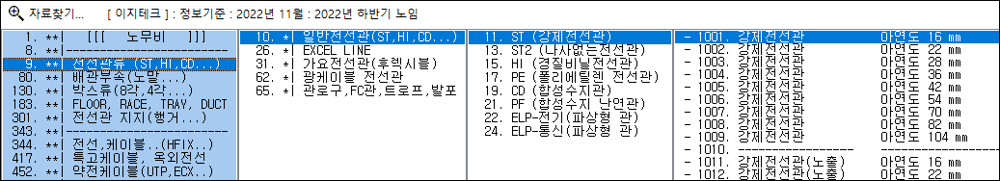 자료찾기... [ 이지테크 ] : 정보기준 : 2022년 11월 : 2022년 하반기 노임
1. **| [[[ 노무비 ]]]
8. **|----------------------
9. **| 전선관류 (ST,HI,CD...)
80. **| 배관부속(노말...)
130. **| 박스류(8각,4각...)
183. **| FLOOR, RACE, TRAY, DUCT
301. **| 전선관 지지(행거...)
343. **|----------------------
344. **| 전선,케이블..(HFIX..)
417. **| 특고케이블, 옥외전선
452. **| 약전케이블(UTP,ECX..)
10. *| 일반전선관(ST,HI,CD...)
26. *| EXCEL LINE
31. *| 가요전선관(후렉시블)
62. *| 광케이블 전선관
65. *| 관로구,FC관,트로프,발포
11. ST (강제전선관)
13. ST2 (나사없는전선관)
15. HI (경질비닐전선관)
17. PE (폴리에틸렌 전선관)
19. CD (합성수지관)
21. PF (합성수지 난연관)
22. ELP-전기(파상형 관)
24. ELP-통신(파상형 관)
- 1001. 강제전선관 아연도 16 mm
- 1002. 강제전선관 아연도 22 mm
- 1003. 강제전선관 아연도 28 mm
- 1004. 강제전선관 아연도 36 mm
- 1005. 강제전선관 아연도 42 mm
- 1006. 강제전선관 아연도 54 mm
- 1007. 강제전선관 아연도 70 mm
- 1008. 강제전선관 아연도 82 mm
- 1009. 강제전선관 아연도 104 mm
- 1010. ---------------- ----------------
- 1011. 강제전선관(노출) 아연도 16 mm
- 1012. 강제전선관(노출) 아연도 22 mm